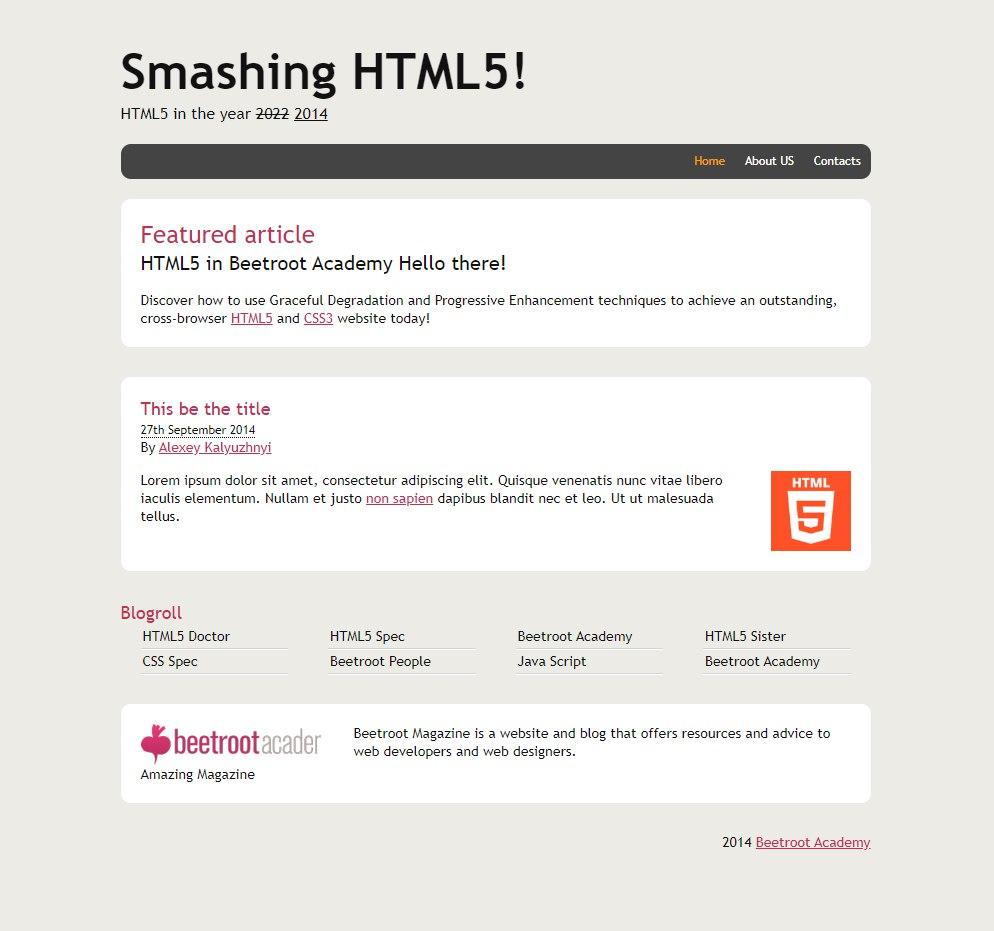 Smashing HTML5!
HTML5 in the year 2022 2014
Home About US Contacts
Featured article
HTML5 in Beetroot Academy Hello there!
Discover how to use Graceful Degradation and Progressive Enhancement techniques to achieve an outstanding,
cross-browser HTML5 and CSS3 website today!
This be the title
27th September 2014
By Alexey Kalyuzhnyi
Lorem ipsum dolor sit amet, consectetur adipiscing elit. Quisque venenatis nunc vitae libero
iaculis elementum. Nullam et justo non sapien dapibus blandit nec et leo. Ut ut malesuada
tellus.
HTML
5
Blogroll
HTML5 Doctor HTML5 Spec Beetroot Academy HTML5 Sister
CSS Spec Beetroot People Java Script Beetroot Academy
beetroot acader
Amazing Magazine
Beetroot Magazine is a website and blog that offers resources and advice to
web developers and web designers.
2014 Beetroot Academy